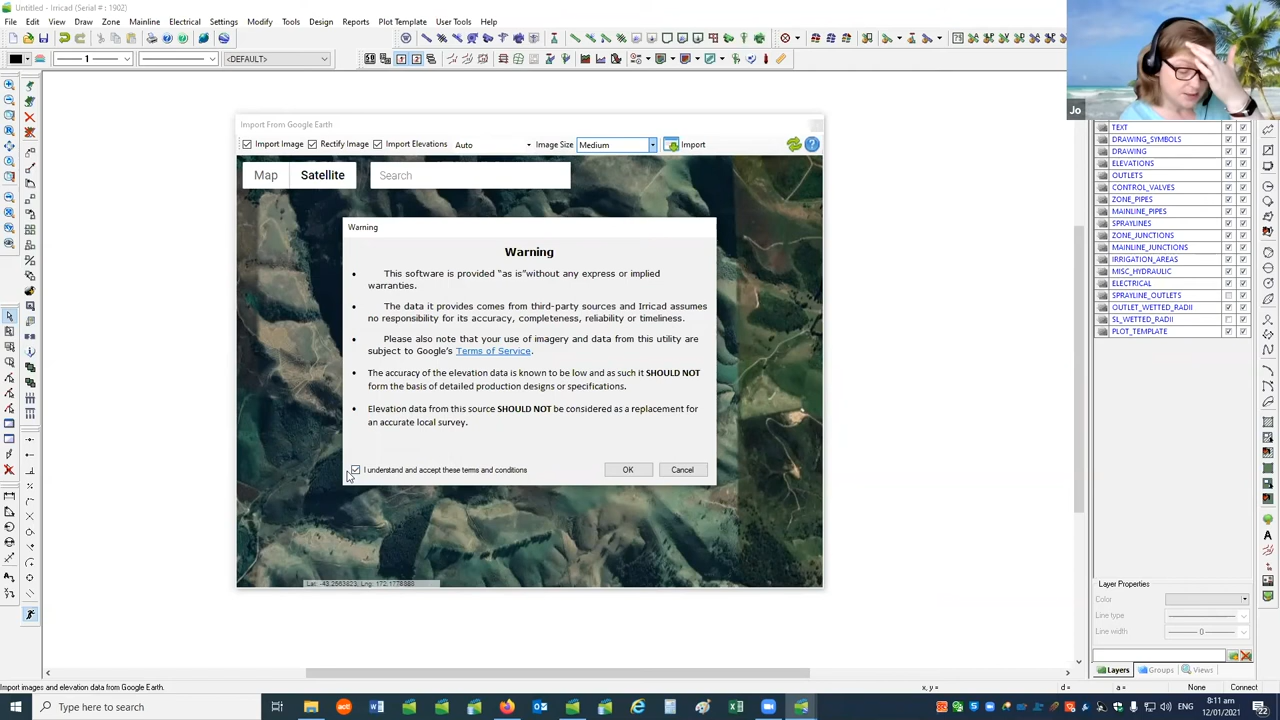 Untitled - Irricad (Serial # : 1902)
File Edit View Draw Zone Mainline Electrical Settings Modify Tools Design Reports Plot Template User Tools Help
1 <DEFAULT>
Jo
Import From Google Earth
Import Image Rectify Image Import Elevations Auto Image Size Medium Import
Map Satellite Search
Warning
Warning
• This software is provided "as is"without any express or implied
warranties.
• The data it provides comes from third-party sources and Irricad assumes
no responsibility for its accuracy, completeness, reliability or timeliness.
• Please also note that your use of imagery and data from this utility are
subject to Google's Terms of Service.
• The accuracy of the elevation data is known to be low and as such it SHOULD NOT
form the basis of detailed production designs or specifications.
• Elevation data from this source SHOULD NOT be considered as a replacement for
an accurate local survey.
I understand and accept these terms and conditions OK Cancel
TEXT
DRAWING_SYMBOLS
DRAWING
ELEVATIONS
OUTLETS
CONTROL_VALVES
ZONE_PIPES
MAINLINE_PIPES
SPRAYLINES
ZONE_JUNCTIONS
MAINLINE_JUNCTIONS
IRRIGATION_AREAS
MISC_HYDRAULIC
ELECTRICAL
SPRAYLINE_OUTLETS
OUTLET_WETTED_RADII
SL_WETTED_RADII
PLOT_TEMPLATE
Layer Properties
Color
Line type
Line width 0
Layers Groups Views
Import images and elevation data from Google Earth. x, y = d = a = None Connect
Type here to search
ENG
8:11 am
12/01/2021
22